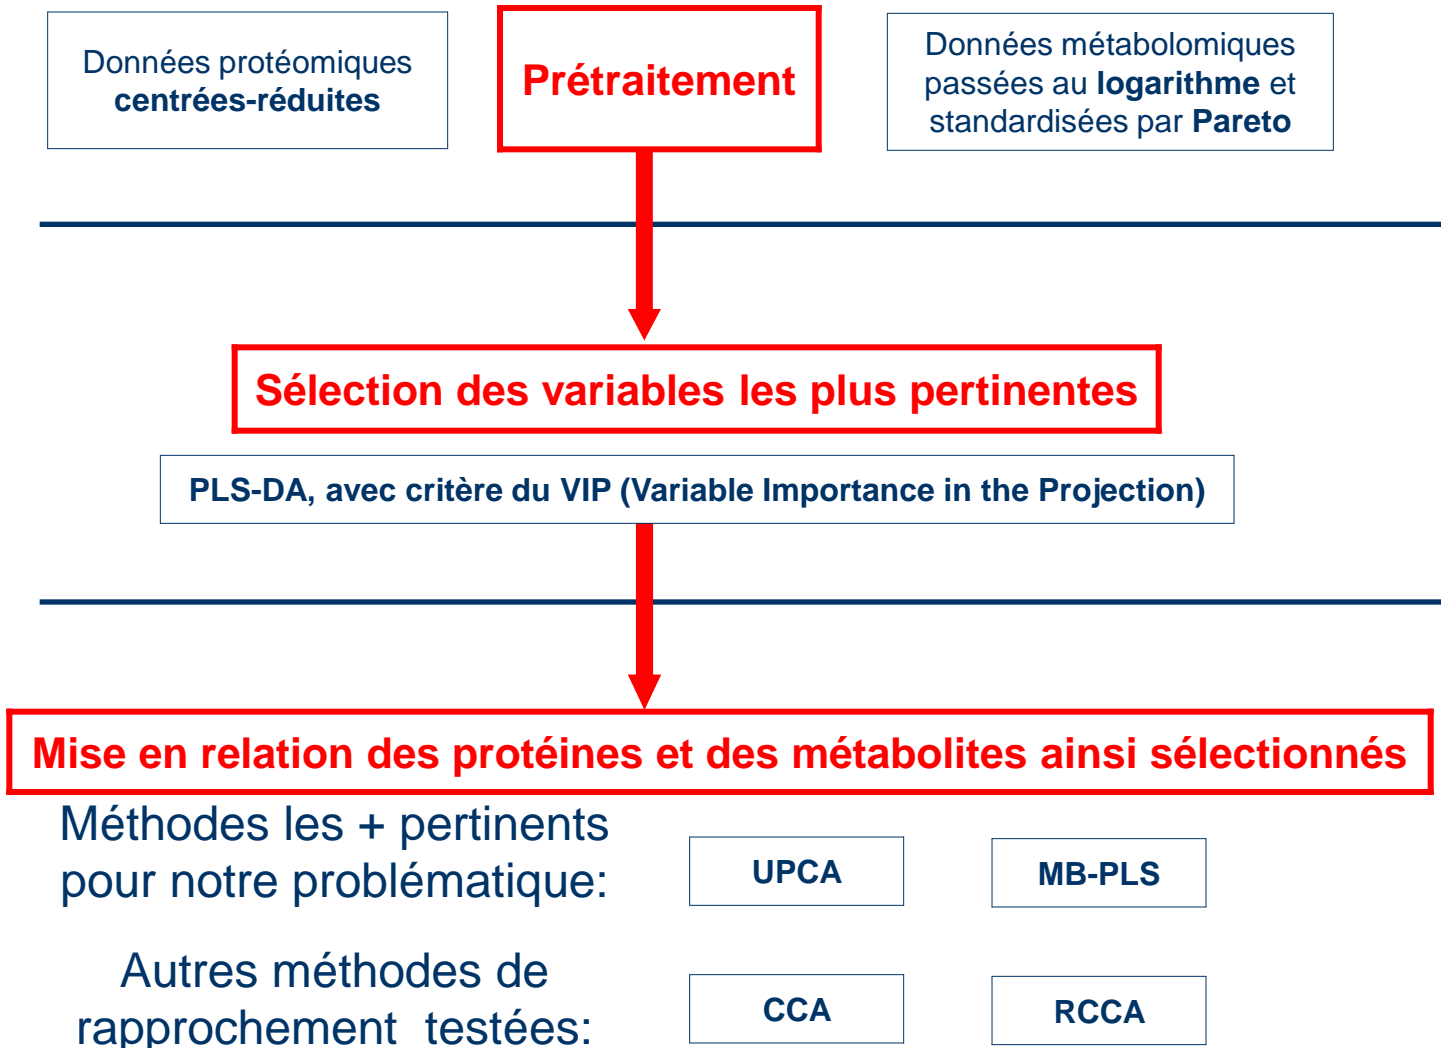 Données protéomiques
centrées-réduites
Prétraitement
Données métabolomiques
passées au logarithme et
standardisées par Pareto
Sélection des variables les plus pertinentes
PLS-DA, avec critère du VIP (Variable Importance in the Projection)
Mise en relation des protéines et des métabolites ainsi sélectionnés
Méthodes les + pertinents
pour notre problématique:
UPCA
MB-PLS
Autres méthodes de
rapprochement testées:
CCA
RCCA